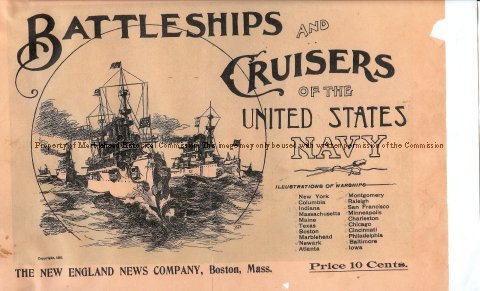 BATTLESHIPS AND
CRUISERS
OF THE
UNITED STATES
NAVY
Property of Marblehead Historical Commission. This image may only be used with written permission of the Commission
ILLUSTRATIONS OF WARSHIPS
New York Montgomery
Columbia Raleigh
Indiana San Francisco
Massachusetts Minneapolis
Maine Charleston
Texas Chicago
Boston Cincinnati
Marblehead Philadelphia
Newark Baltimore
Atlanta Iowa
THE NEW ENGLAND NEWS COMPANY, Boston, Mass.
Price 10 Cents.